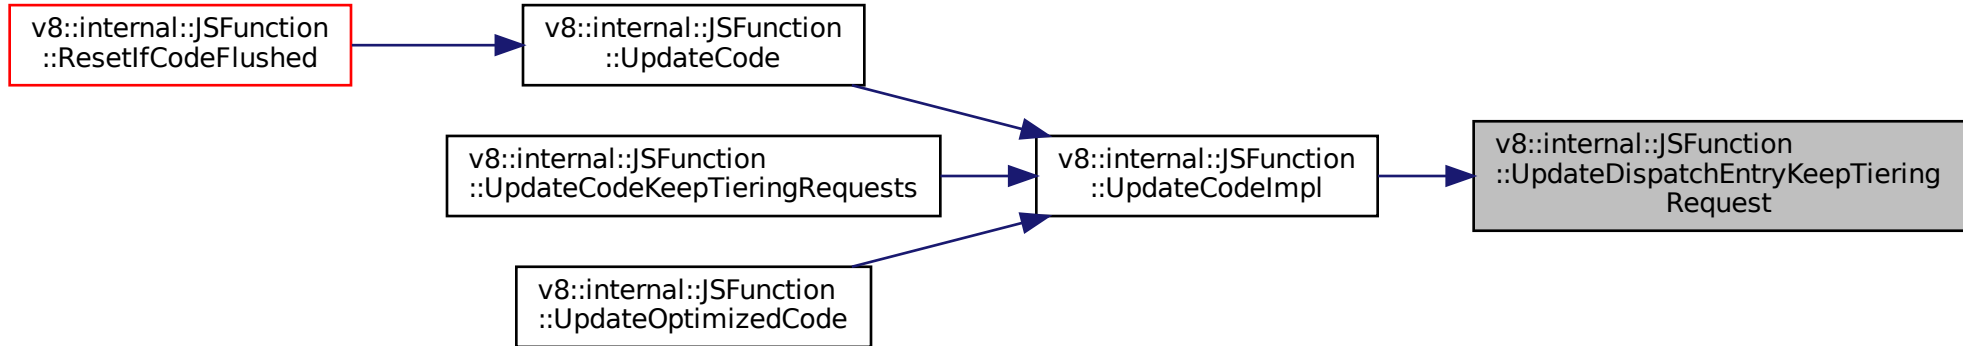 v8::internal::JSFunction
::ResetIfCodeFlushed
v8::internal::JSFunction
::UpdateCode
v8::internal::JSFunction
::UpdateCodeKeepTieringRequests
v8::internal::JSFunction
::UpdateOptimizedCode
v8::internal::JSFunction
::UpdateCodeImpl
v8::internal::JSFunction
::UpdateDispatchEntryKeepTiering
Request